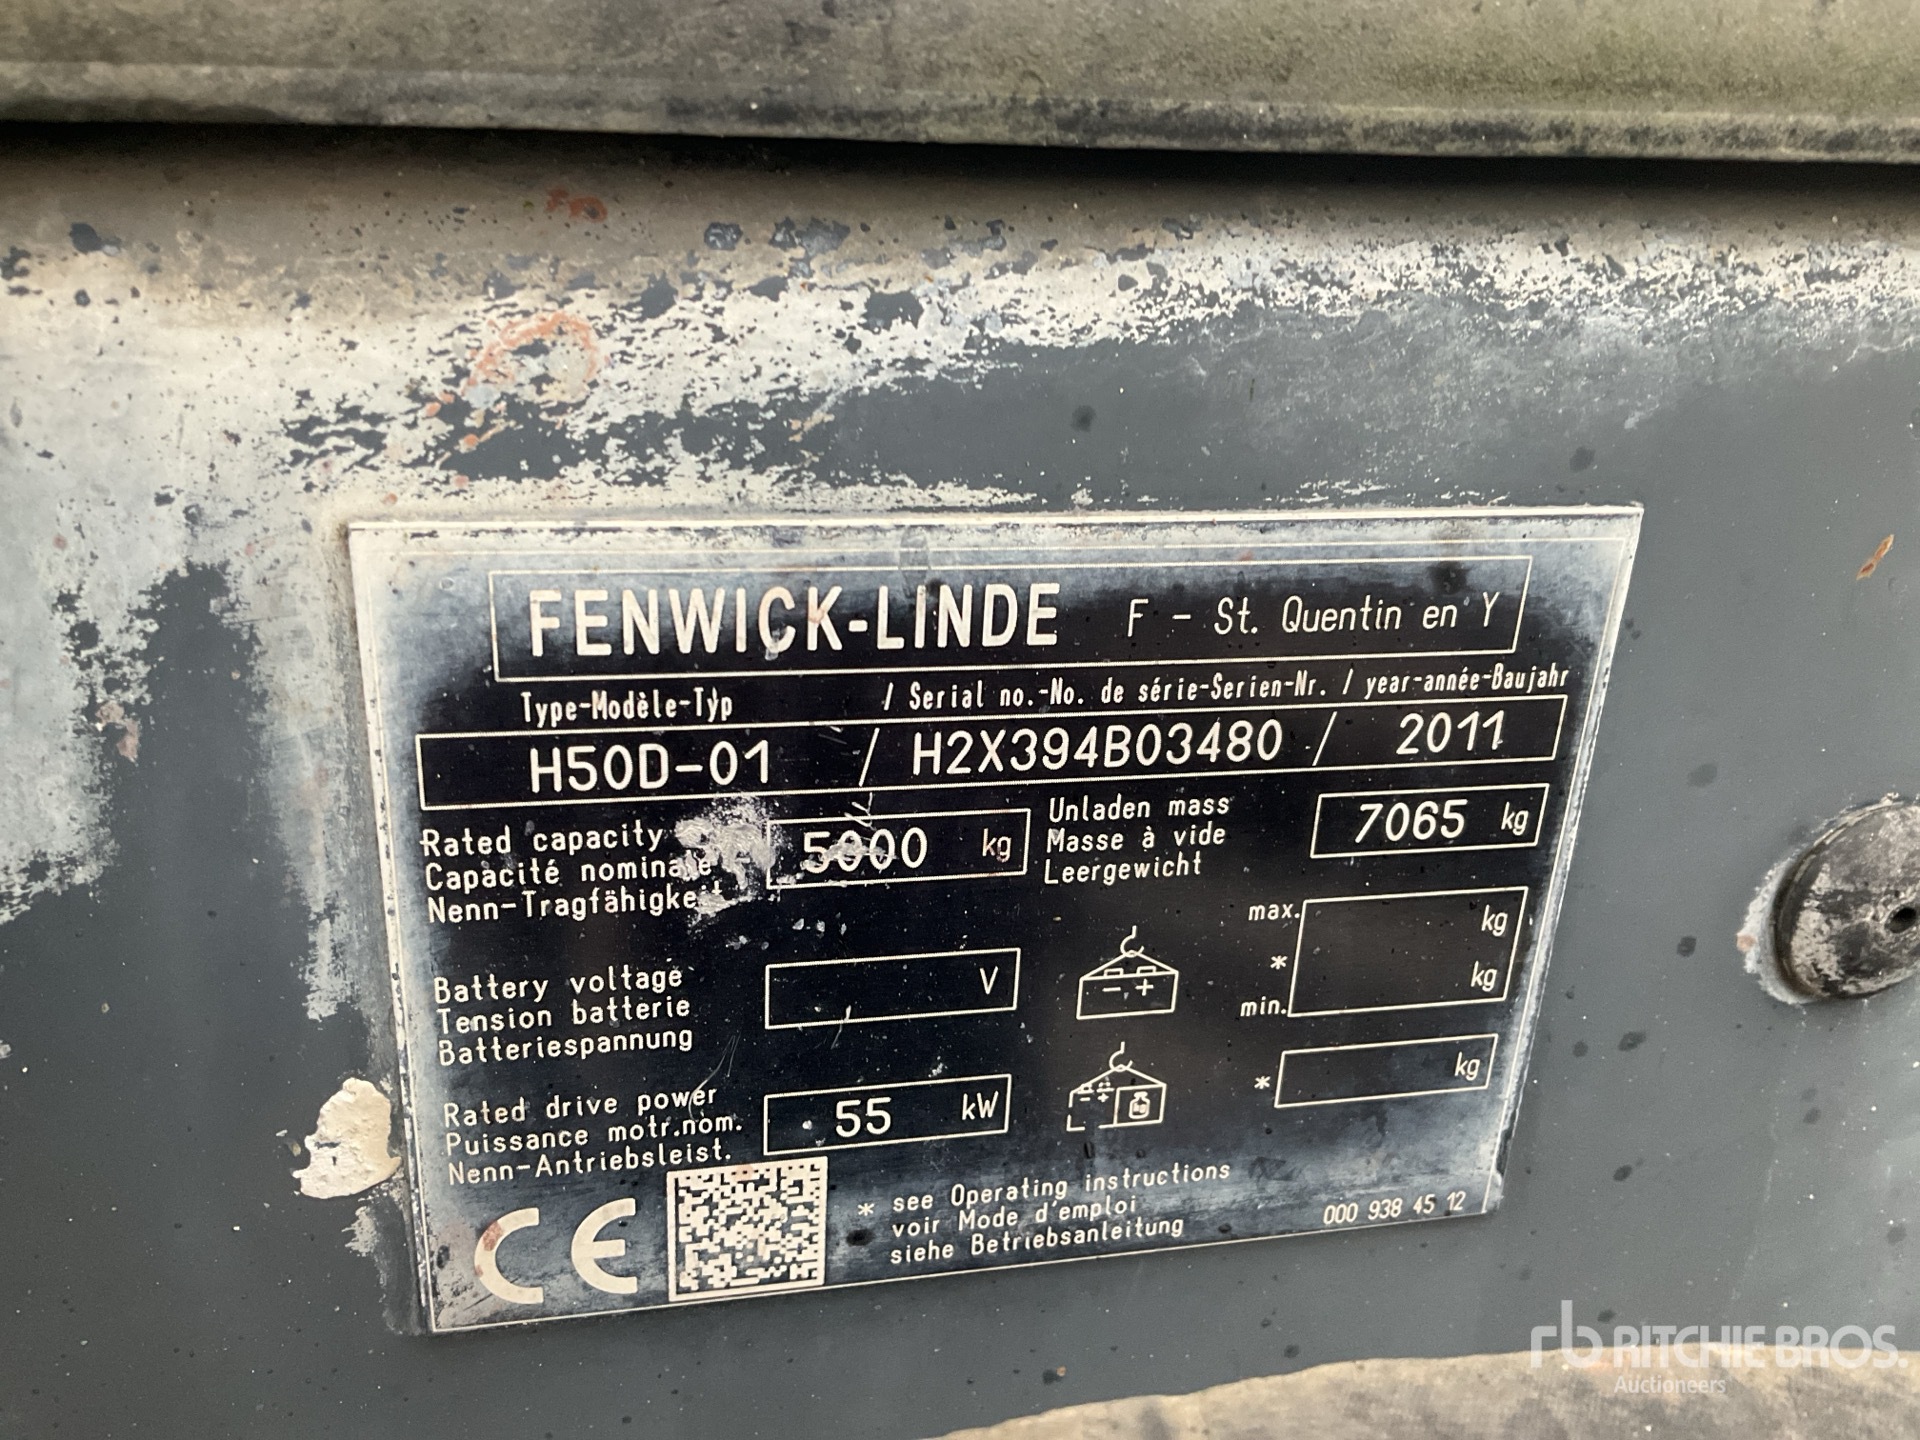 FENWICK-LINDE F - St. Quentin en Y
Type-Modèle-Typ / Serial no.-No. de série-Serien-Nr. / year-année-Baujahr
H50D-01 / H2X394B03480 / 2011
Rated capacity
Capacité nominale
Nenn-Tragfähigkeit
5000 kg
Unladen mass
Masse à vide
Leergewicht
7065 kg
Battery voltage
Tension batterie
Batteriespannung
V
max. kg
*
min. kg
Rated drive power
Puissance motr.nom.
Nenn-Antriebsleist.
55 kW
* kg
CE
* see Operating instructions
voir Mode d'emploi
siehe Betriebsanleitung
000 938 45 12
rb RITCHIE BROS.
Auctioneers